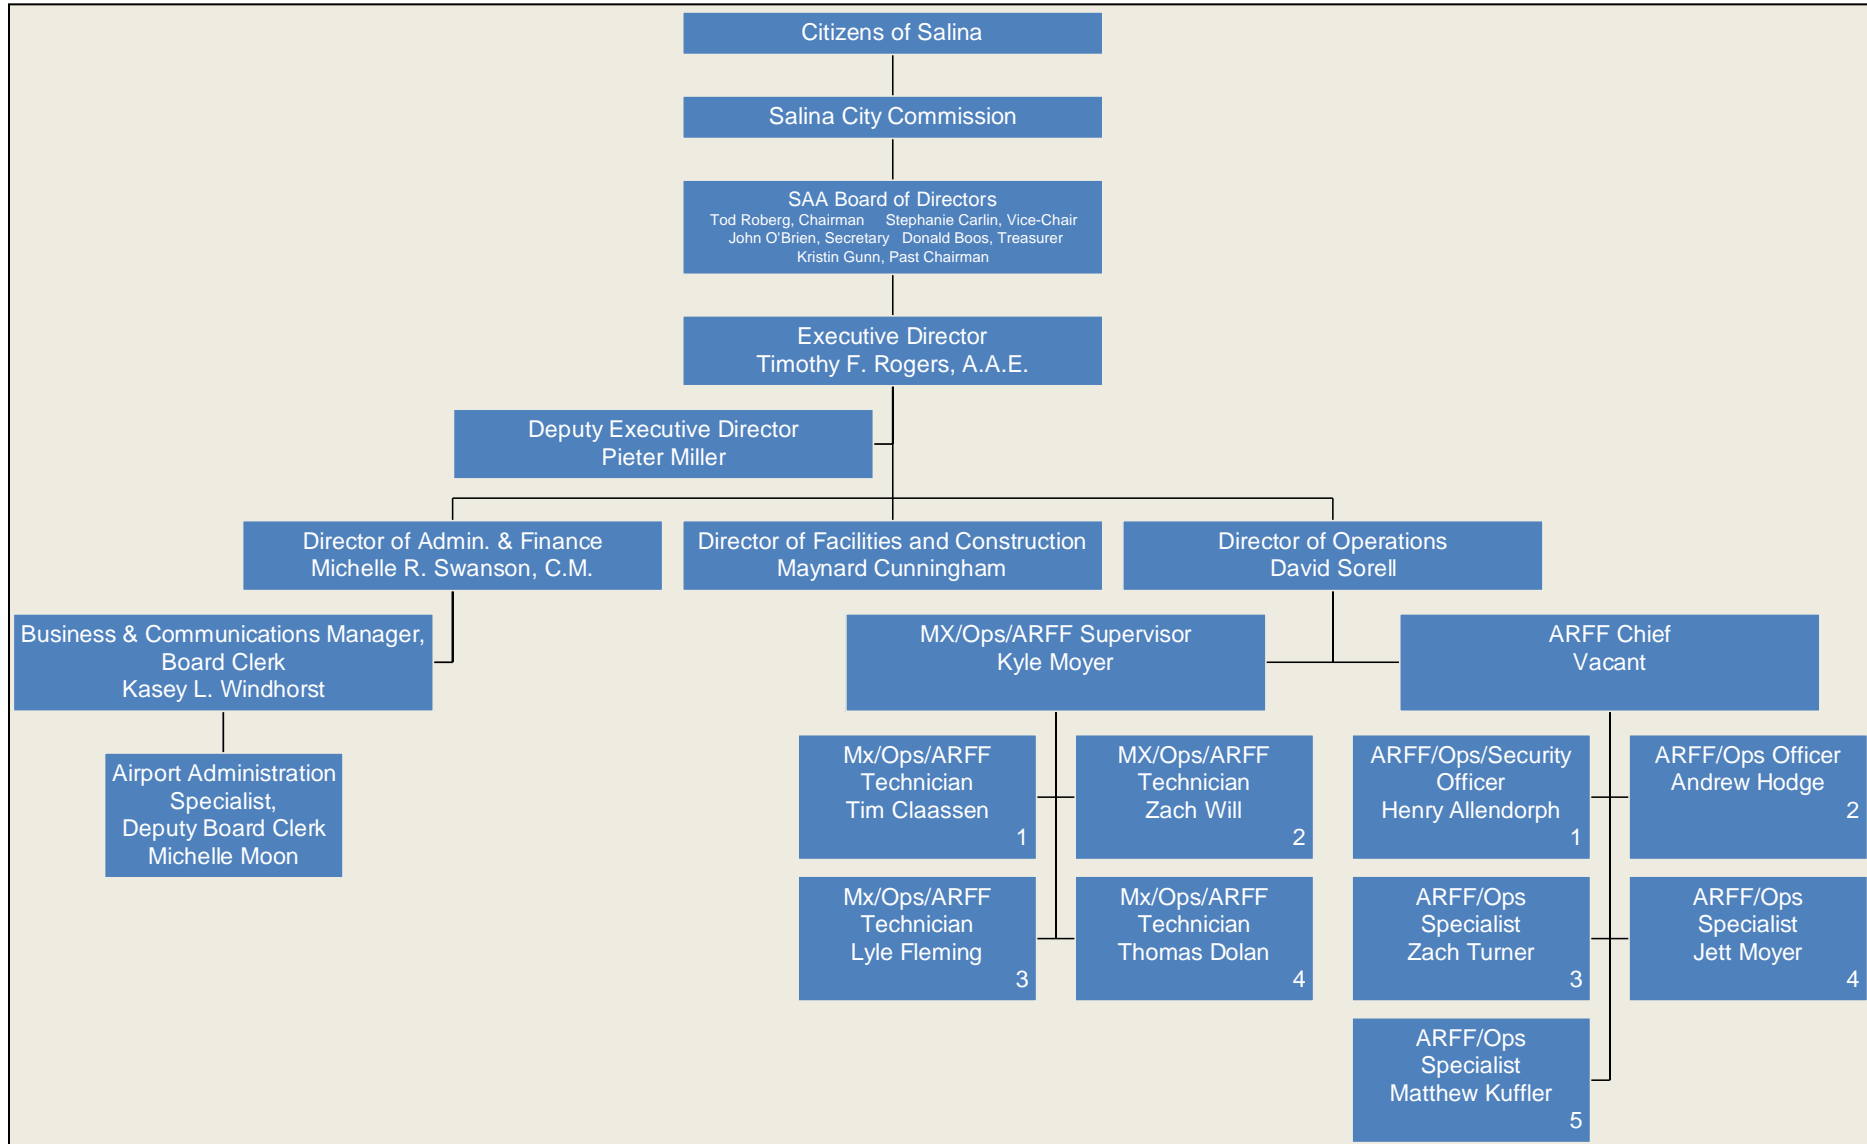 Citizens of Salina
Salina City Commission
SAA Board of Directors
Tod Roberg, Chairman Stephanie Carlin, Vice-Chair
John O'Brien, Secretary Donald Boos, Treasurer
Kristin Gunn, Past Chairman
Executive Director
Timothy F. Rogers, A.A.E.
Deputy Executive Director
Pieter Miller
Director of Admin. & Finance
Michelle R. Swanson, C.M.
Director of Facilities and Construction
Maynard Cunningham
Director of Operations
David Sorell
Business & Communications Manager,
Board Clerk
Kasey L. Windhorst
Airport Administration
Specialist,
Deputy Board Clerk
Michelle Moon
MX/Ops/ARFF Supervisor
Kyle Moyer
ARFF Chief
Vacant
Mx/Ops/ARFF
Technician
Tim Claassen
1
MX/Ops/ARFF
Technician
Zach Will
2
Mx/Ops/ARFF
Technician
Lyle Fleming
3
Mx/Ops/ARFF
Technician
Thomas Dolan
4
ARFF/Ops/Security
Officer
Henry Allendorph
1
ARFF/Ops Officer
Andrew Hodge
2
ARFF/Ops
Specialist
Zach Turner
3
ARFF/Ops
Specialist
Jett Moyer
4
ARFF/Ops
Specialist
Matthew Kuffler
5